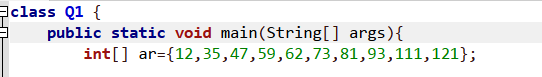 class Q1 {
public static void main(String[] args){
int[] ar={12,35,47,59,62,73,81,93,111,121};